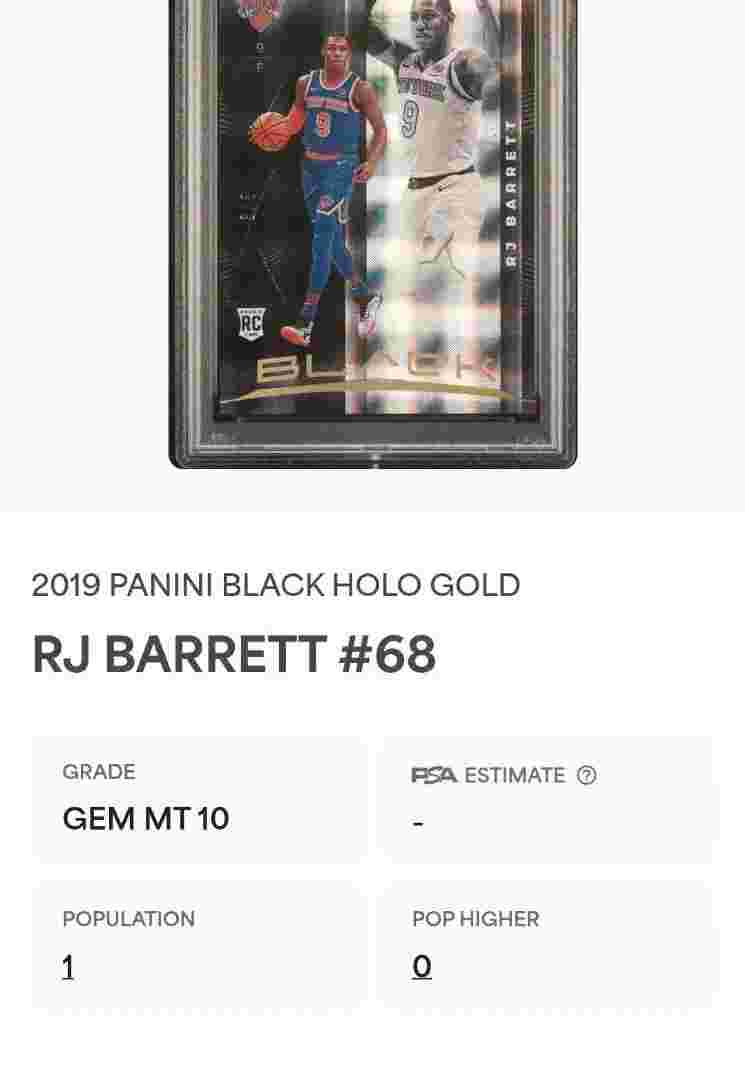 9
NEW YORK
9
RJ BARRETT
RC
BLACK
2019 PANINI BLACK HOLO GOLD
RJ BARRETT #68
GRADE
PSA ESTIMATE ?
GEM MT 10
-
POPULATION
POP HIGHER
1
0